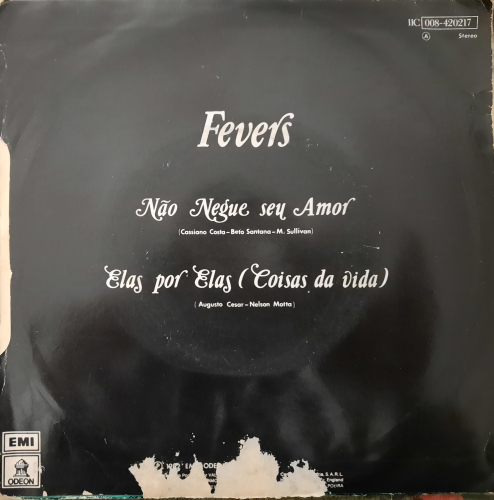 11C 008-420217
A Stereo
Fevers
Não Negue seu Amor
(Cassiano Costa-Beto Santana-M. Sullivan)
Elas por Elas (Coisas da vida)
(Augusto Cesar-Nelson Motta)
EMI
ODEON
S.A.R.L.
England